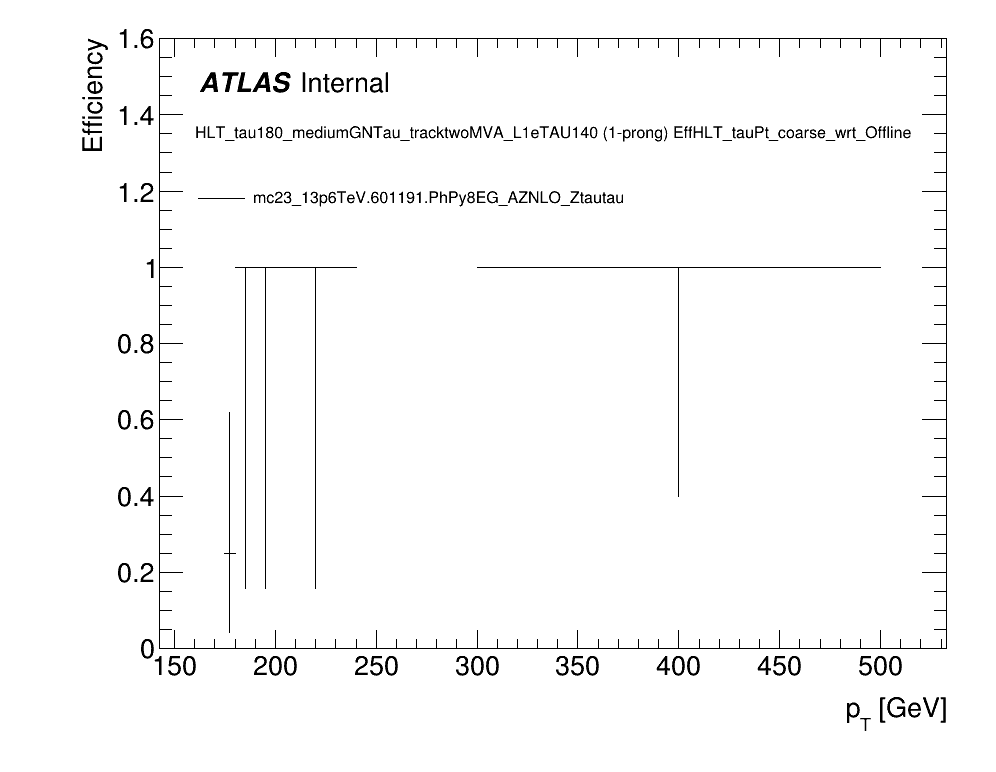 Efficiency
1.6
ATLAS Internal
1.4
HLT_tau180_mediumGNTau_tracktwoMVA_L1eTAU140 (1-prong) EffHLT_tauPt_coarse_wrt_Offline
1.2
mc23_13p6TeV.601191.PhPy8EG_AZNLO_Ztautau
1
0.8
0.6
0.4
0.2
0
150 200 250 300 350 400 450 500
p_T [GeV]